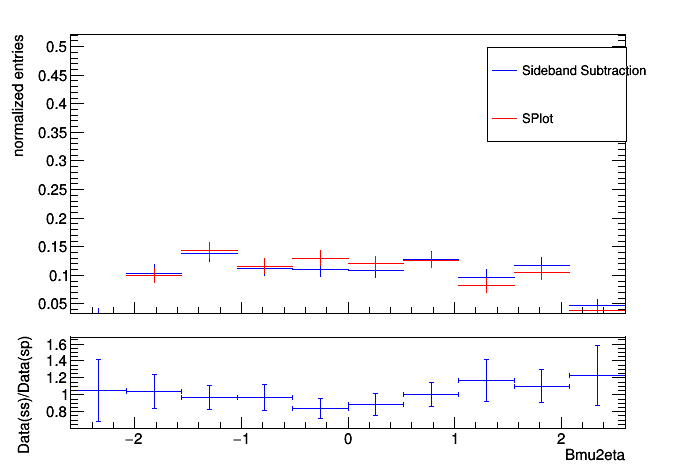 normalized entries
0.5
0.45
0.4
0.35
0.3
0.25
0.2
0.15
0.1
0.05
Sideband Subtraction
SPlot
Data(ss)/Data(sp)
1.6
1.4
1.2
1
0.8
−2 −1 0 1 2
Bmu2eta